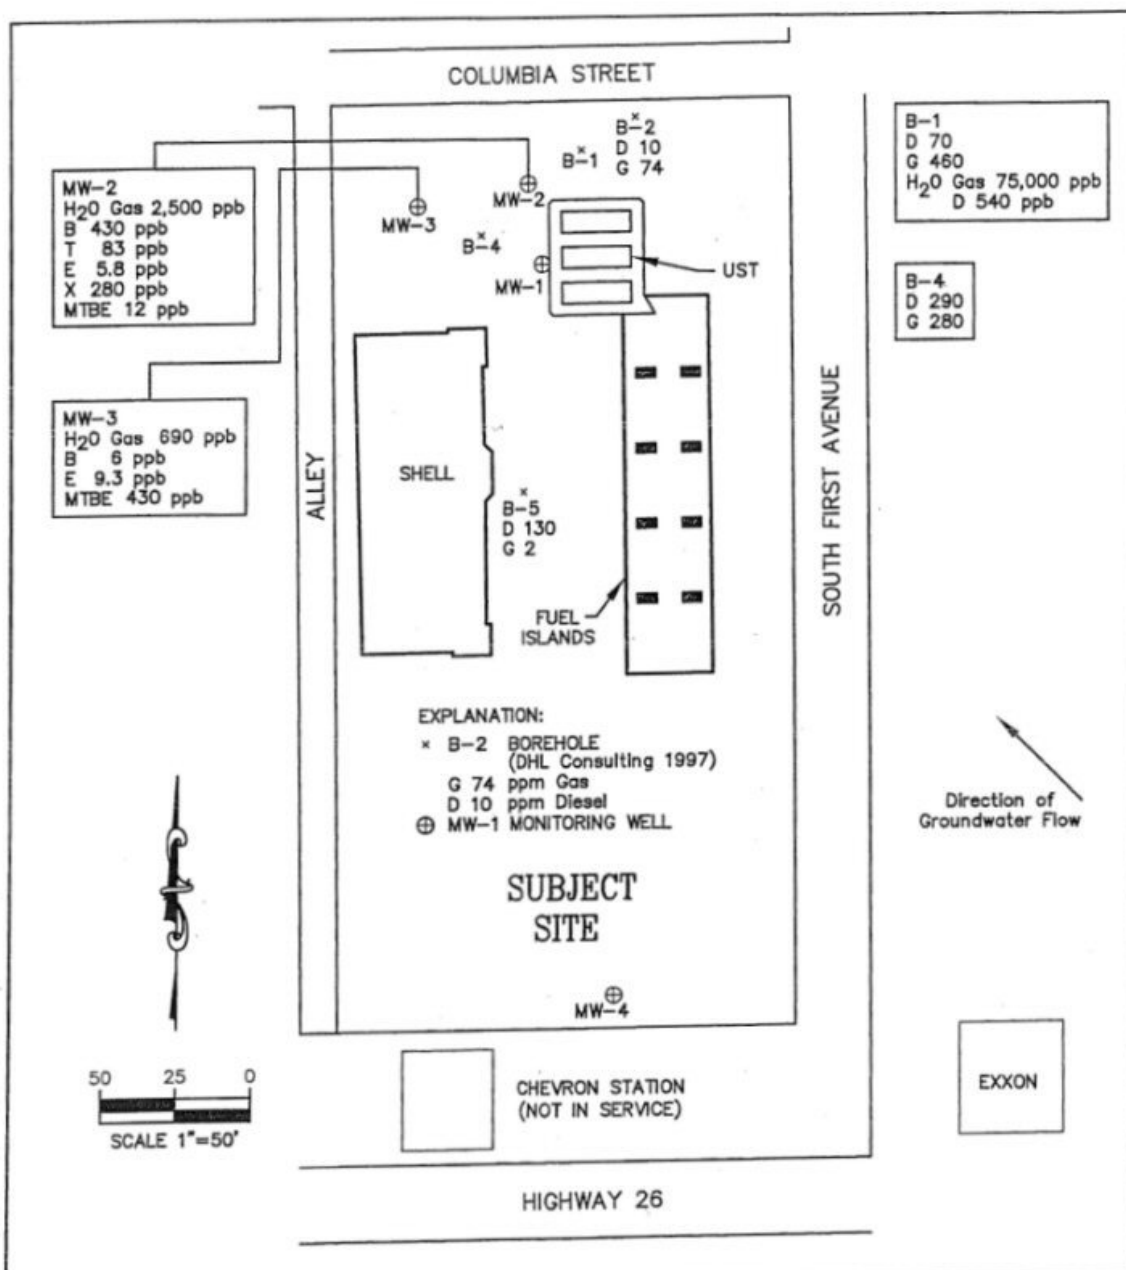 COLUMBIA STREET
MW-2
H2O Gas 2,500 ppb
B 430 ppb
T 83 ppb
E 5.8 ppb
X 280 ppb
MTBE 12 ppb
MW-3
H2O Gas 690 ppb
B 6 ppb
E 9.3 ppb
MTBE 430 ppb
ALLEY
MW-3
MW-2
B-1
B-2
D 10
G 74
B-4
MW-1
UST
SHELL
B-5
D 130
G 2
FUEL
ISLANDS
SOUTH FIRST AVENUE
B-1
D 70
G 460
H2O Gas 75,000 ppb
D 540 ppb
B-4
D 290
G 280
EXPLANATION:
× B-2 BOREHOLE
(DHL Consulting 1997)
G 74 ppm Gas
D 10 ppm Diesel
⊕ MW-1 MONITORING WELL
Direction of
Groundwater Flow
SUBJECT
SITE
MW-4
50 25 0
SCALE 1"=50'
CHEVRON STATION
(NOT IN SERVICE)
EXXON
HIGHWAY 26